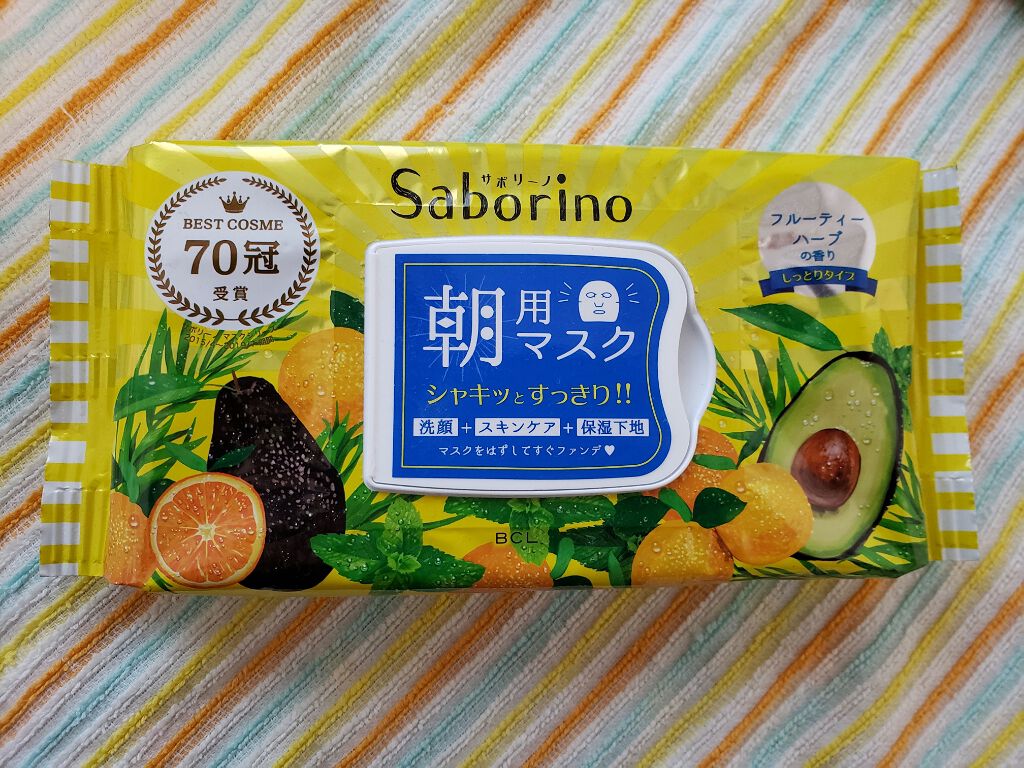 サボリーノ
Saborino
BEST COSME
70冠
受賞
フルーティー
ハーブ
の香り
しっとりタイプ
朝用マスク
シャキッとすっきり!!
洗顔+スキンケア+保湿下地
マスクをはずしてすぐファンデ♥
BCL